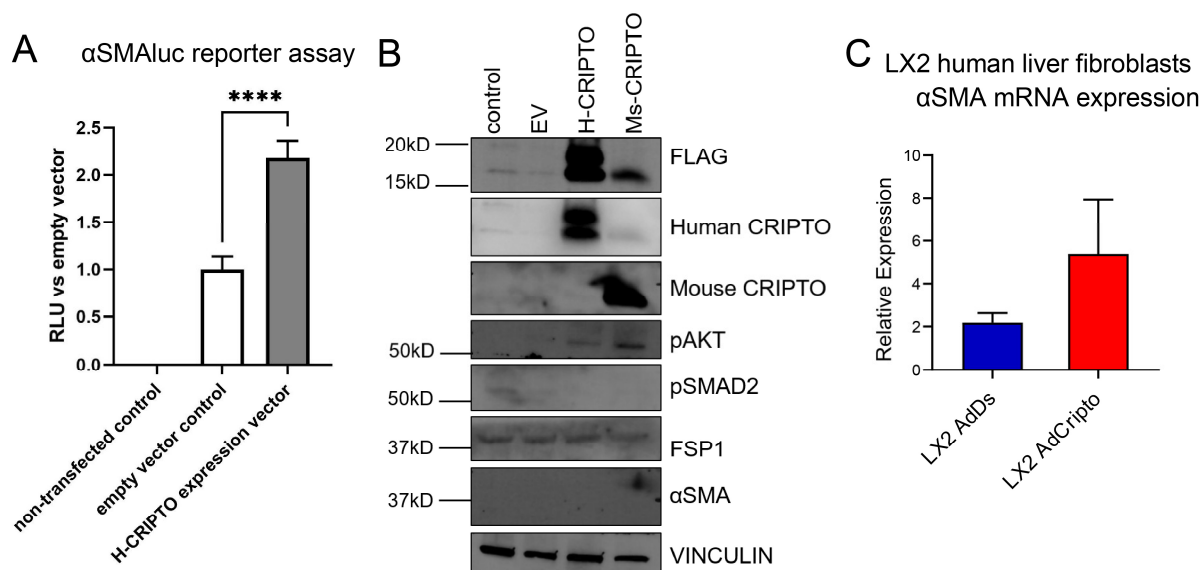 A
αSMAluc reporter assay
****
RLU vs empty vector
2.5
2.0
1.5
1.0
0.5
0.0
non-transfected control
empty vector control
H-CRIPTO expression vector
B
control
EV
H-CRIPTO
Ms-CRIPTO
20kD
15kD
FLAG
Human CRIPTO
Mouse CRIPTO
50kD
pAKT
50kD
pSMAD2
37kD
FSP1
37kD
αSMA
VINCULIN
C
LX2 human liver fibroblasts
αSMA mRNA expression
Relative Expression
10
8
6
4
2
0
LX2 AdDs
LX2 AdCripto